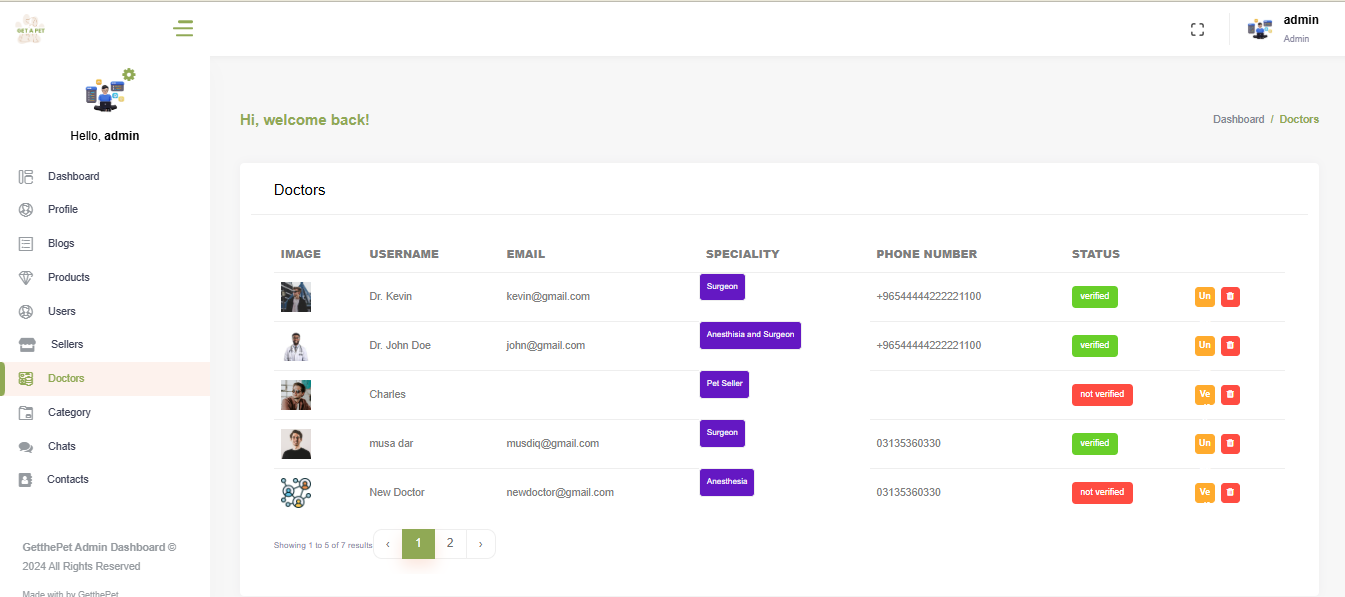 GET A PET
admin
Admin
Hello, admin
Dashboard
Profile
Blogs
Products
Users
Sellers
Doctors
Category
Chats
Contacts
GetthePet Admin Dashboard ©
2024 All Rights Reserved
Made with by GetthePet
Hi, welcome back!
Dashboard / Doctors
Doctors
IMAGE USERNAME EMAIL SPECIALITY PHONE NUMBER STATUS
Dr. Kevin kevin@gmail.com Surgeon +96544444222221100 verified Un
Dr. John Doe john@gmail.com Anesthisia and Surgeon +96544444222221100 verified Un
Charles Pet Seller not verified Ve
musa dar musdiq@gmail.com Surgeon 03135360330 verified Un
New Doctor newdoctor@gmail.com Anesthesia 03135360330 not verified Ve
Showing 1 to 5 of 7 results ‹ 1 2 ›